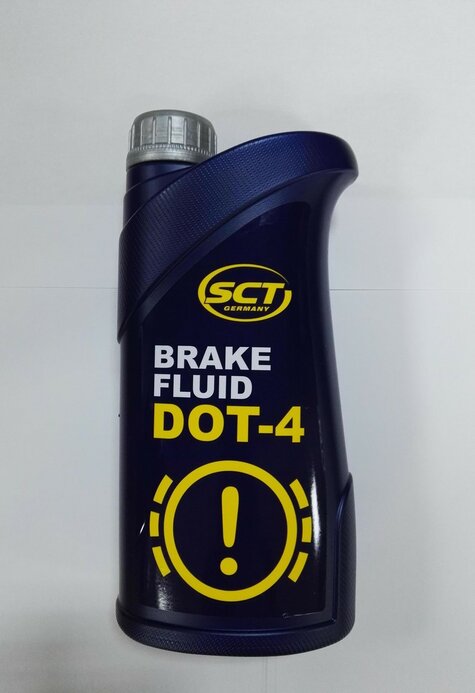 SCT
GERMANY
BRAKE
FLUID
DOT-4
!